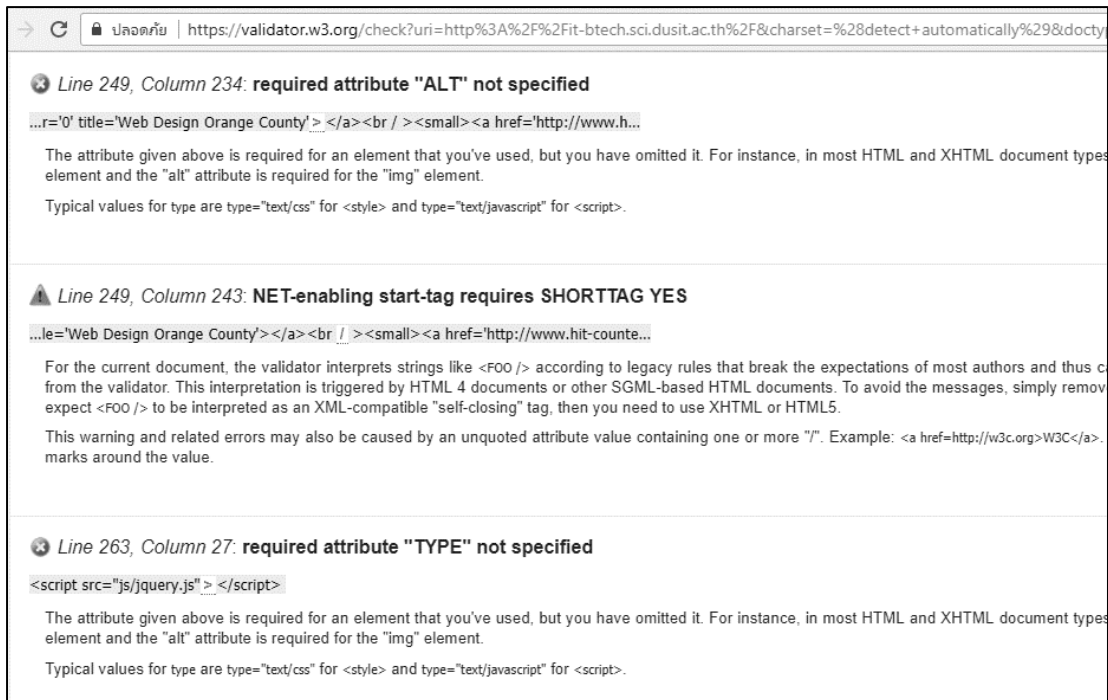 ปลอดภัย | https://validator.w3.org/check?uri=http%3A%2F%2Fit-btech.sci.dusit.ac.th%2F&charset=%28detect+automatically%29&docty
Line 249, Column 234: required attribute "ALT" not specified
...r='0' title='Web Design Orange County'> </a><br / ><small><a href='http://www.h...
The attribute given above is required for an element that you've used, but you have omitted it. For instance, in most HTML and XHTML document types
element and the "alt" attribute is required for the "img" element.
Typical values for type are type="text/css" for <style> and type="text/javascript" for <script>.
Line 249, Column 243: NET-enabling start-tag requires SHORTTAG YES
...le='Web Design Orange County'></a><br / ><small><a href='http://www.hit-counte...
For the current document, the validator interprets strings like <FOO /> according to legacy rules that break the expectations of most authors and thus
from the validator. This interpretation is triggered by HTML 4 documents or other SGML-based HTML documents. To avoid the messages, simply remov
expect <FOO /> to be interpreted as an XML-compatible "self-closing" tag, then you need to use XHTML or HTML5.
This warning and related errors may also be caused by an unquoted attribute value containing one or more "/". Example: <a href=http://w3c.org>W3C</a>.
marks around the value.
Line 263, Column 27: required attribute "TYPE" not specified
<script src="js/jquery.js"> </script>
The attribute given above is required for an element that you've used, but you have omitted it. For instance, in most HTML and XHTML document types
element and the "alt" attribute is required for the "img" element.
Typical values for type are type="text/css" for <style> and type="text/javascript" for <script>.